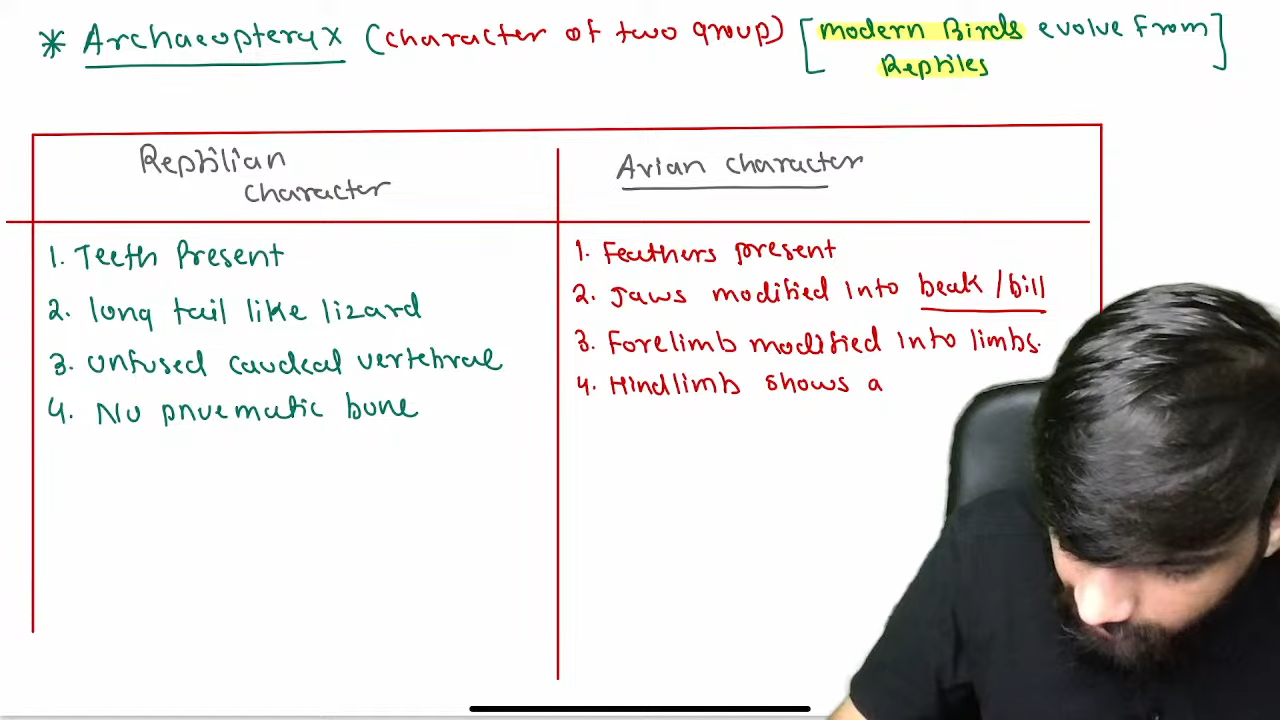 * Archaeopteryx (character of two group) [modern Birds evolve from
Reptiles]
Reptilian
character
Avian character
1. Teeth Present
2. long tail like lizard
3. unfused caudeal vertebrae
4. No pnuematic bone
1. Feathers present
2. Jaws modified into beak/bill
3. Forelimb modified into limbs.
4. Hindlimb shows a